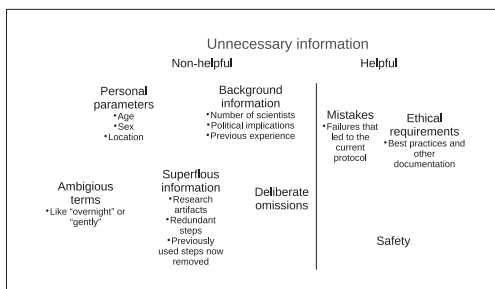 Unnecessary information
Non-helpful
Helpful
Personal
parameters
•Age
•Sex
•Location
Background
information
•Number of scientists
•Political implications
•Previous experience
Mistakes
•Failures that
led to the
current
protocol
Ethical
requirements
•Best practices and
other
documentation
Ambigious
terms
•Like "overnight" or
"gently"
Superflous
information
•Research
artifacts
•Redundant
steps
•Previously
used steps now
removed
Deliberate
omissions
Safety